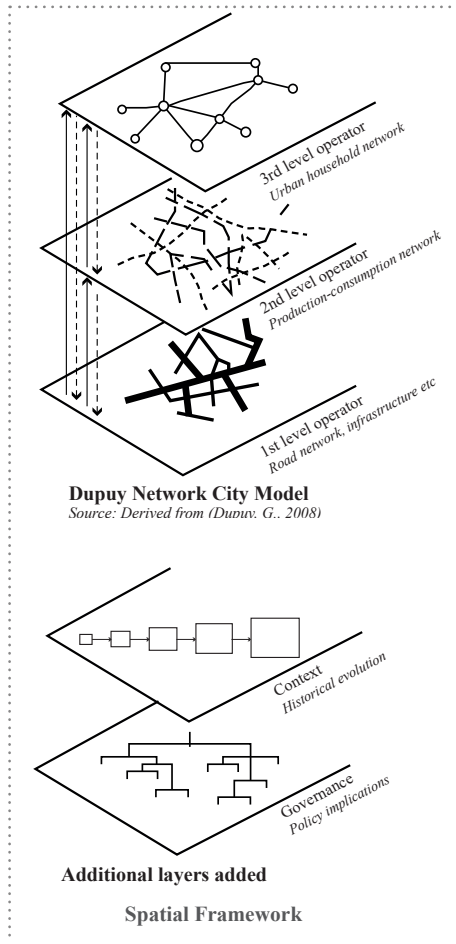 3rd level operator
Urban household network
2nd level operator
Production-consumption network
1st level operator
Road network, infrastructure etc
Dupuy Network City Model
Source: Derived from (Dupuy, G., 2008)
Context
Historical evolution
Governance
Policy implications
Additional layers added
Spatial Framework